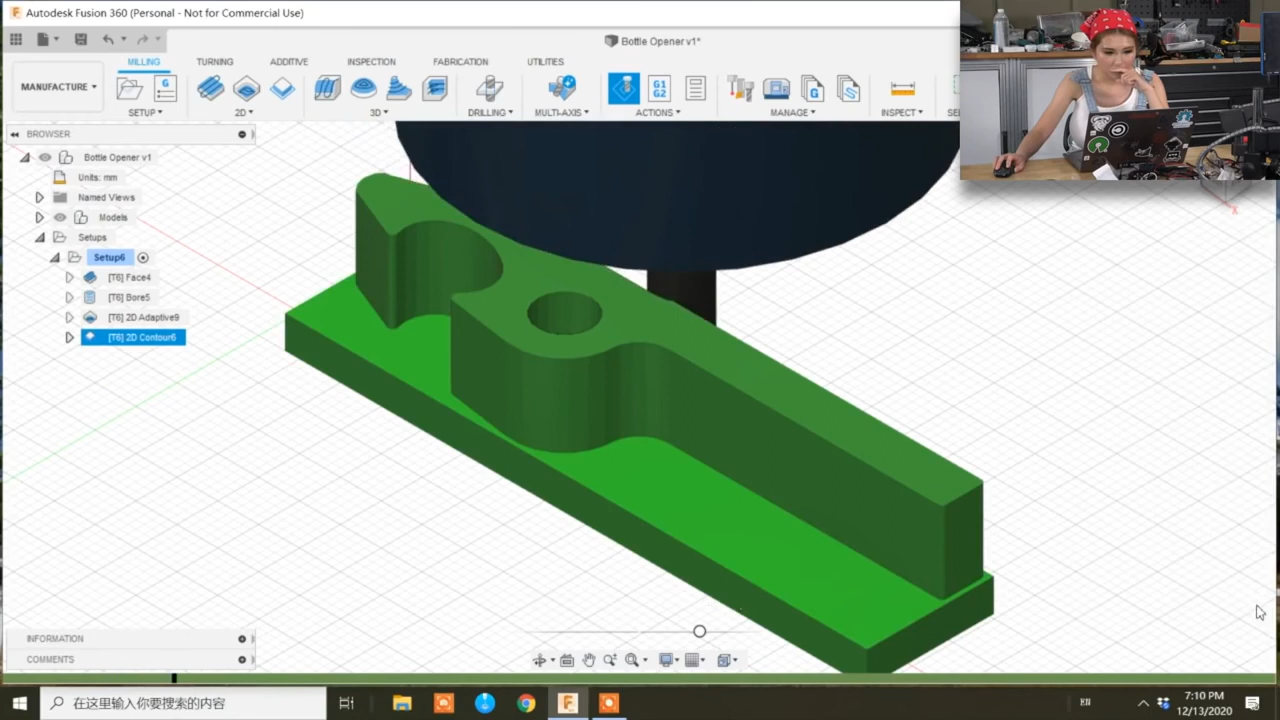 Autodesk Fusion 360 (Personal - Not for Commercial Use)
Bottle Opener v1*
MANUFACTURE
MILLING
TURNING
ADDITIVE
INSPECTION
FABRICATION
UTILITIES
SETUP
2D
3D
DRILLING
MULTI-AXIS
ACTIONS
MANAGE
INSPECT
G
G1
G2
G
BROWSER
Bottle Opener v1
Units: mm
Named Views
Models
Setups
Setup6
[T6] Face4
[T6] Bore5
[T6] 2D Adaptive9
[T6] 2D Contour6
INFORMATION
COMMENTS
在这里输入你要搜索的内容
EN
7:10 PM
12/13/2020